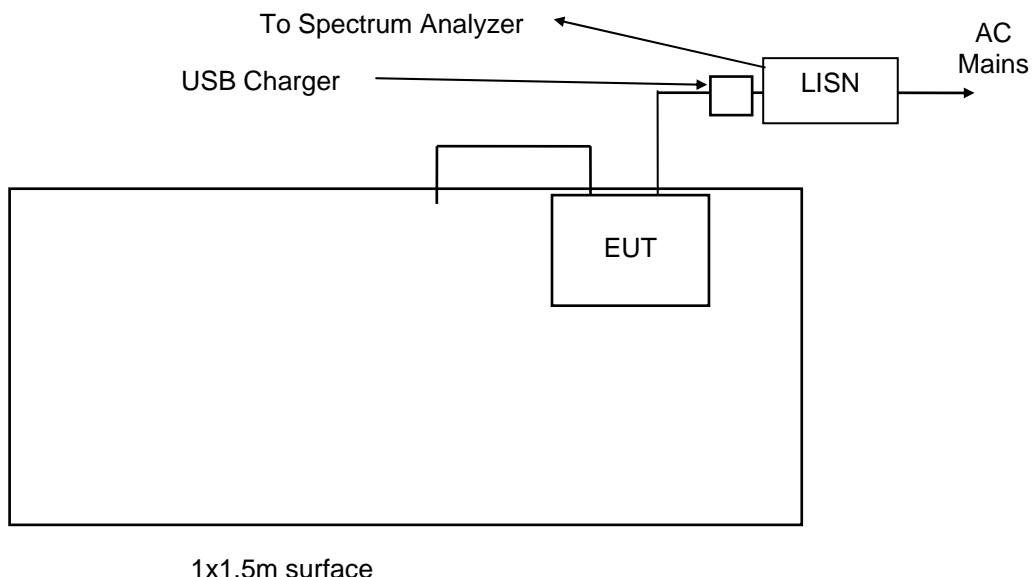 To Spectrum Analyzer
AC
Mains
USB Charger
LISN
EUT
1x1.5m surface